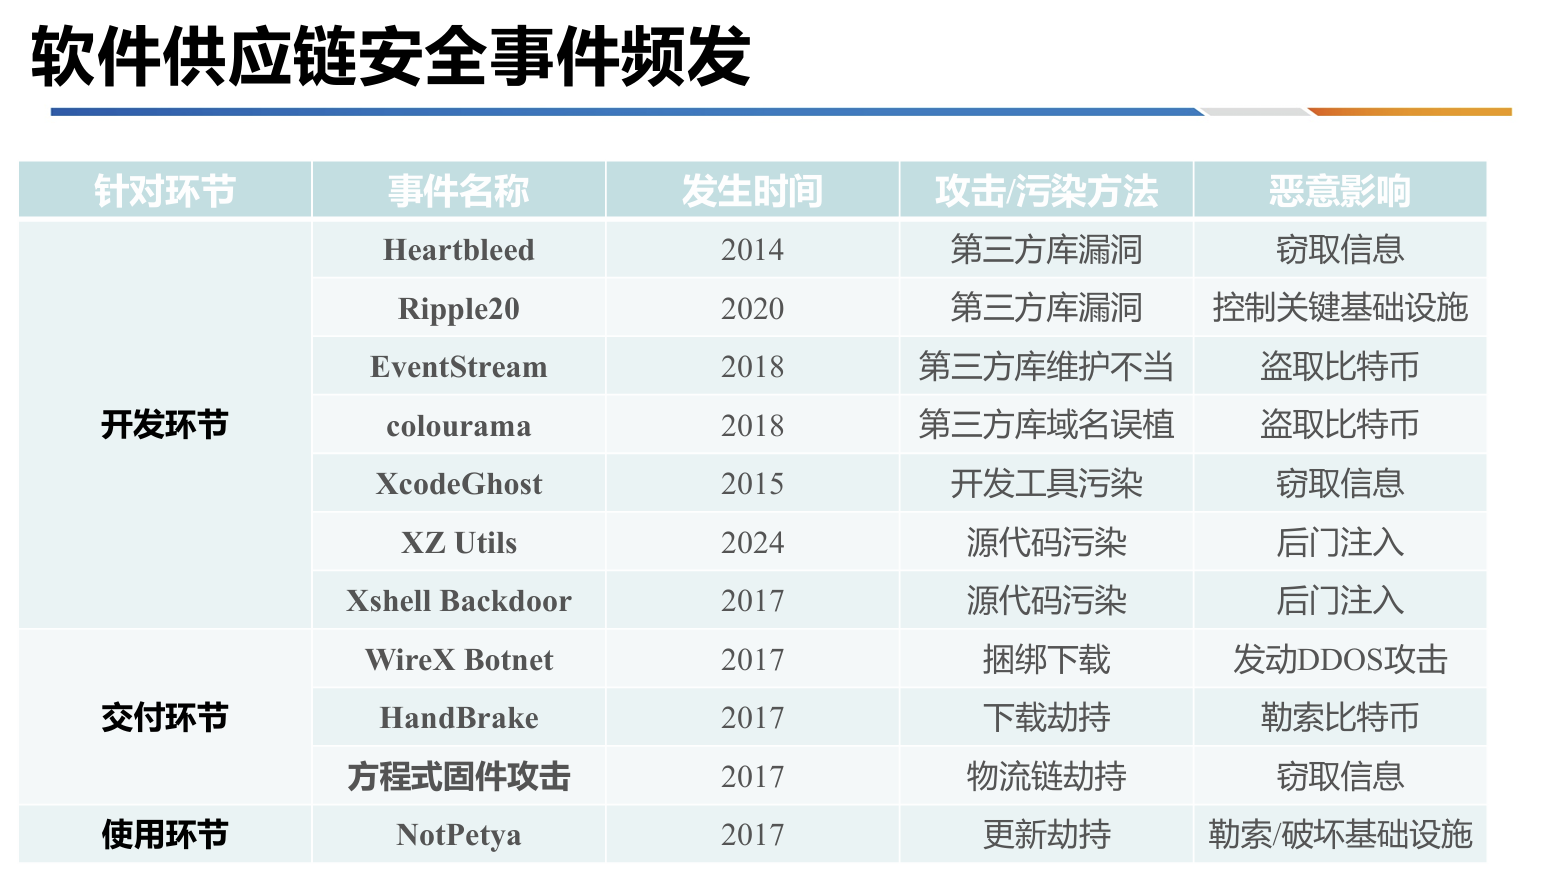 软件供应链安全事件频发
针对环节 事件名称 发生时间 攻击/污染方法 恶意影响
开发环节
Heartbleed 2014 第三方库漏洞 窃取信息
Ripple20 2020 第三方库漏洞 控制关键基础设施
EventStream 2018 第三方库维护不当 盗取比特币
colourama 2018 第三方库域名误植 盗取比特币
XcodeGhost 2015 开发工具污染 窃取信息
XZ Utils 2024 源代码污染 后门注入
Xshell Backdoor 2017 源代码污染 后门注入
交付环节
WireX Botnet 2017 捆绑下载 发动DDOS攻击
HandBrake 2017 下载劫持 勒索比特币
方程式固件攻击 2017 物流链劫持 窃取信息
使用环节 NotPetya 2017 更新劫持 勒索/破坏基础设施